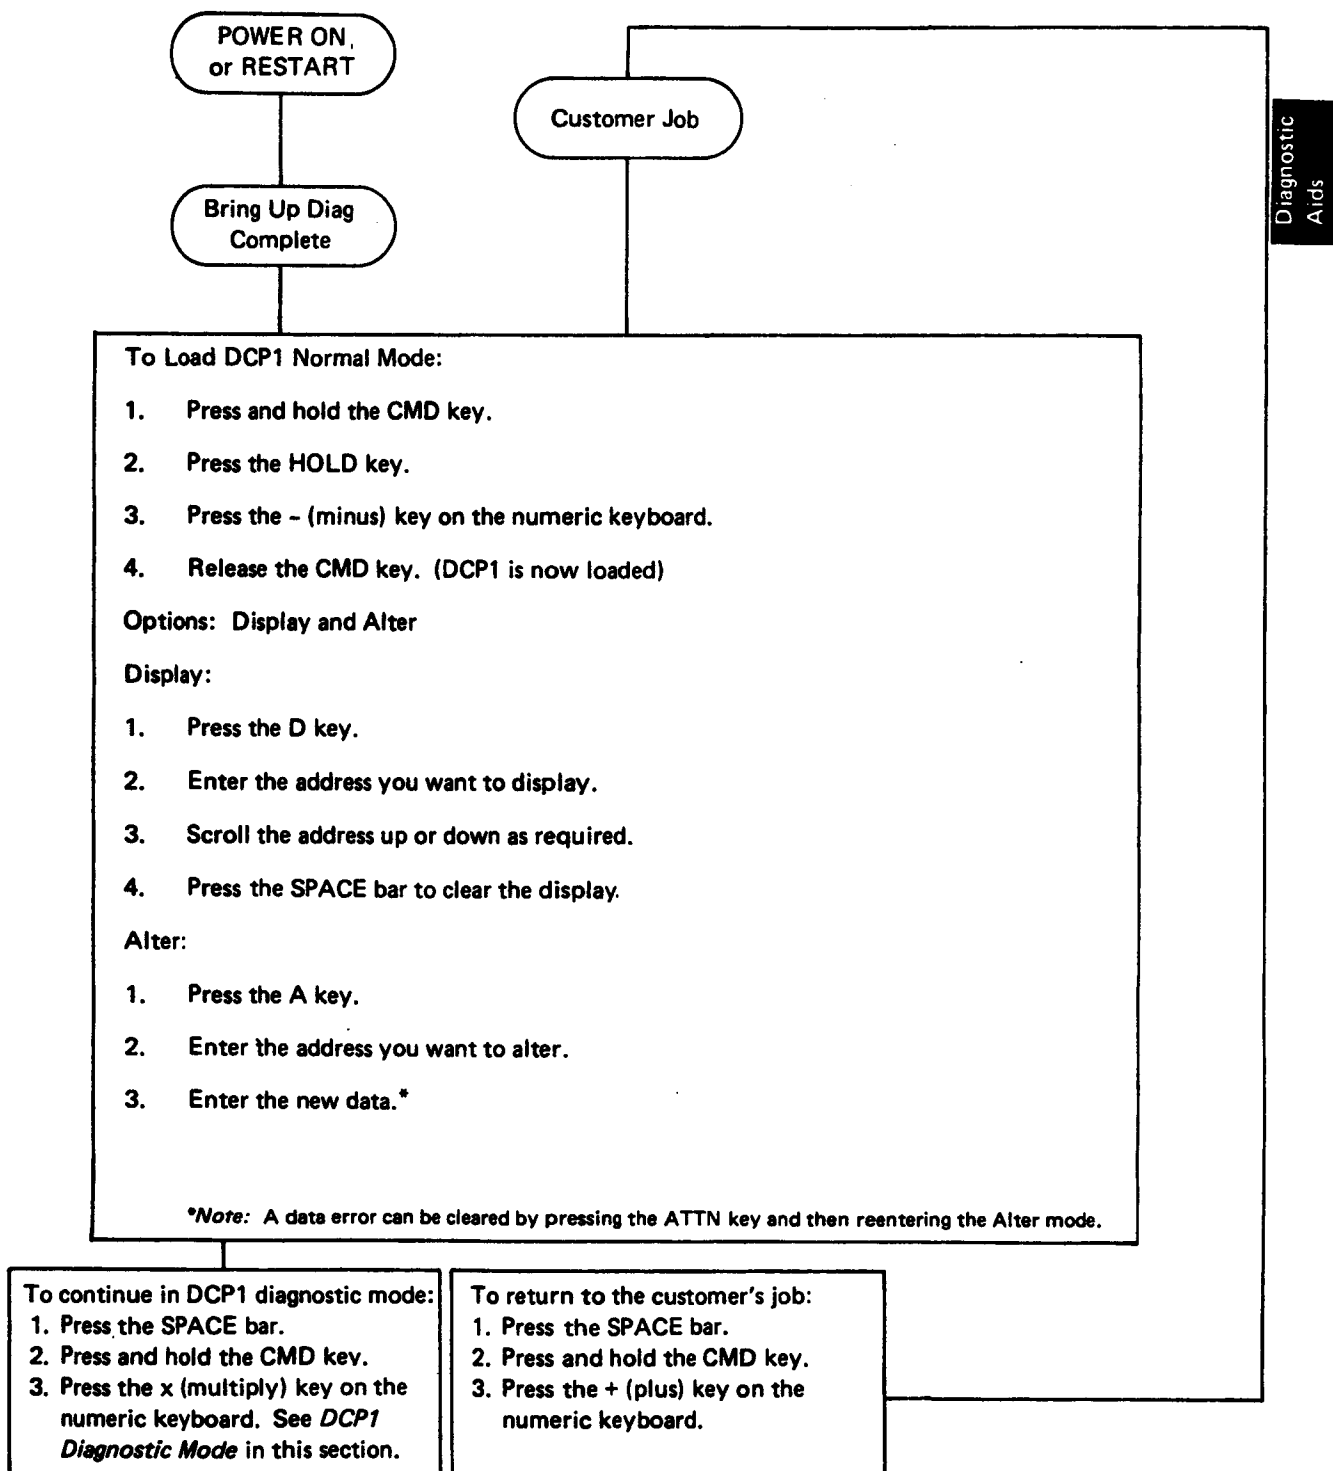 POWER ON,
or RESTART
Customer Job
Diagnostic
Aids
Bring Up Diag
Complete
To Load DCP1 Normal Mode:
1. Press and hold the CMD key.
2. Press the HOLD key.
3. Press the – (minus) key on the numeric keyboard.
4. Release the CMD key. (DCP1 is now loaded)
Options: Display and Alter
Display:
1. Press the D key.
2. Enter the address you want to display.
3. Scroll the address up or down as required.
4. Press the SPACE bar to clear the display.
Alter:
1. Press the A key.
2. Enter the address you want to alter.
3. Enter the new data.*
*Note: A data error can be cleared by pressing the ATTN key and then reentering the Alter mode.
To continue in DCP1 diagnostic mode:
1. Press the SPACE bar.
2. Press and hold the CMD key.
3. Press the x (multiply) key on the
numeric keyboard. See DCP1
Diagnostic Mode in this section.
To return to the customer's job:
1. Press the SPACE bar.
2. Press and hold the CMD key.
3. Press the + (plus) key on the
numeric keyboard.